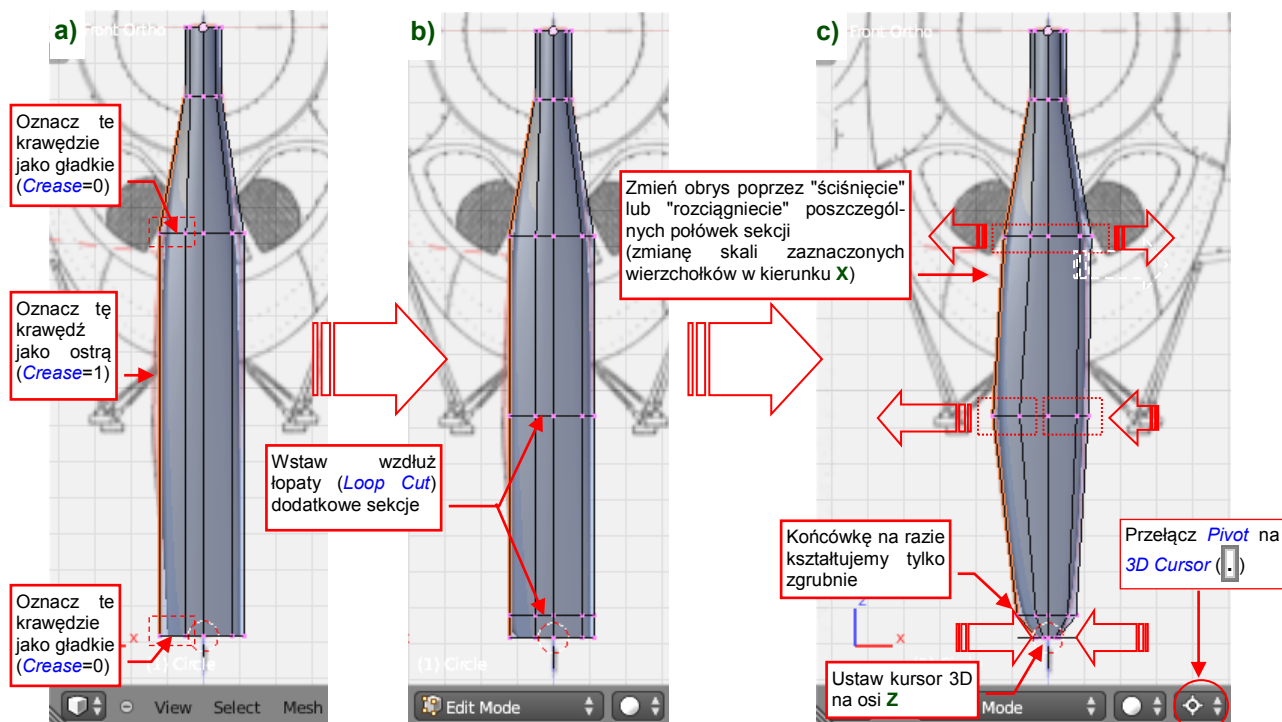 a)
Front Ortho
Oznacz te
krawędzie
jako gładkie
(Crease=0)
Oznacz tę
krawędź
jako ostrą
(Crease=1)
Oznacz te
krawędzie
jako gładkie
(Crease=0)
x
(1) Circle
View Select Mesh
b)
Front Ortho
Wstaw wzdłuż
łopaty (Loop Cut)
dodatkowe sekcje
(1) Circle
Edit Mode
c)
Front Ortho
Zmień obrys poprzez "ściśnięcie"
lub "rozciągniecie" poszczegól-
nych połówek sekcji
(zmianę skali zaznaczonych
wierzchołków w kierunku X)
Końcówkę na razie
kształtujemy tylko
zgrubnie
Przełącz Pivot na
3D Cursor (.)
z
x
Ustaw kursor 3D
na osi Z
Mode